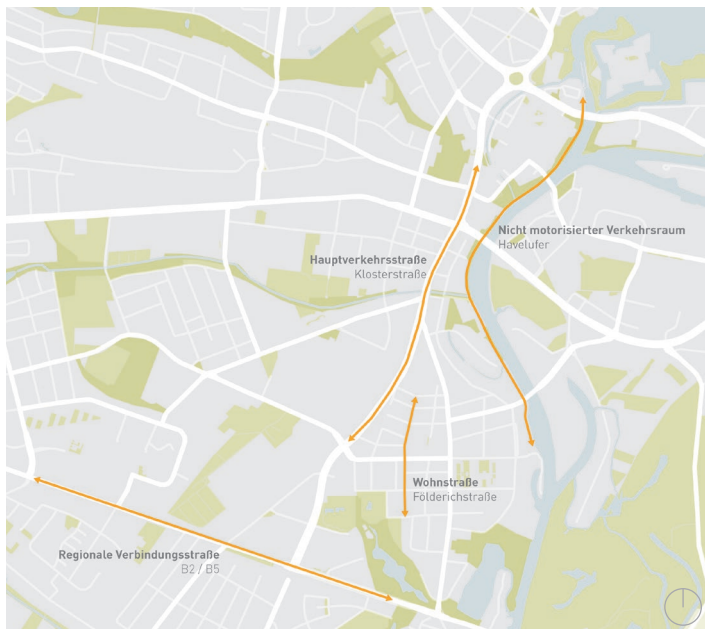 Nicht motorisierter Verkehrsraum
Havelufer
Hauptverkehrsstraße
Klosterstraße
Wohnstraße
Földerichstraße
Regionale Verbindungsstraße
B2 / B5